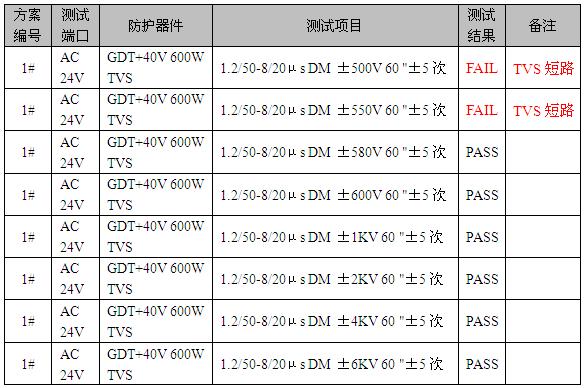 方案编号 测试端口 防护器件 测试项目 测试结果 备注
1# AC 24V GDT+40V 600W TVS 1.2/50-8/20μs DM ±500V 60 "±5 次 FAIL TVS 短路
1# AC 24V GDT+40V 600W TVS 1.2/50-8/20μs DM ±550V 60 "±5 次 FAIL TVS 短路
1# AC 24V GDT+40V 600W TVS 1.2/50-8/20μs DM ±580V 60 "±5 次 PASS
1# AC 24V GDT+40V 600W TVS 1.2/50-8/20μs DM ±600V 60 "±5 次 PASS
1# AC 24V GDT+40V 600W TVS 1.2/50-8/20μs DM ±1KV 60 "±5 次 PASS
1# AC 24V GDT+40V 600W TVS 1.2/50-8/20μs DM ±2KV 60 "±5 次 PASS
1# AC 24V GDT+40V 600W TVS 1.2/50-8/20μs DM ±4KV 60 "±5 次 PASS
1# AC 24V GDT+40V 600W TVS 1.2/50-8/20μs DM ±6KV 60 "±5 次 PASS